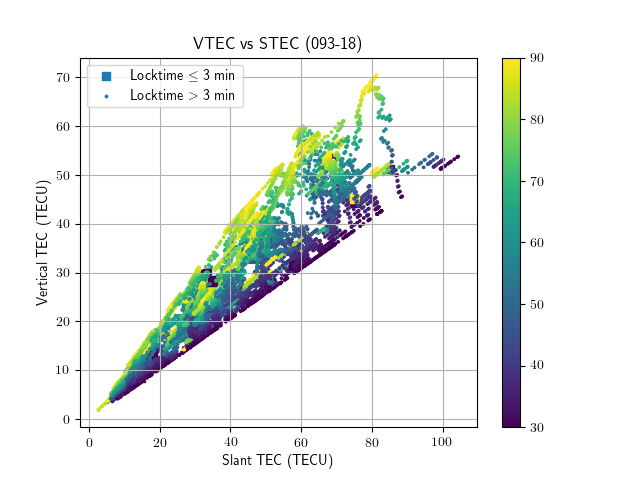 VTEC vs STEC (093-18)
Locktime ≤ 3 min
Locktime > 3 min
Vertical TEC (TECU)
70
60
50
40
30
20
10
0
0 20 40 60 80 100
Slant TEC (TECU)
90
80
70
60
50
40
30